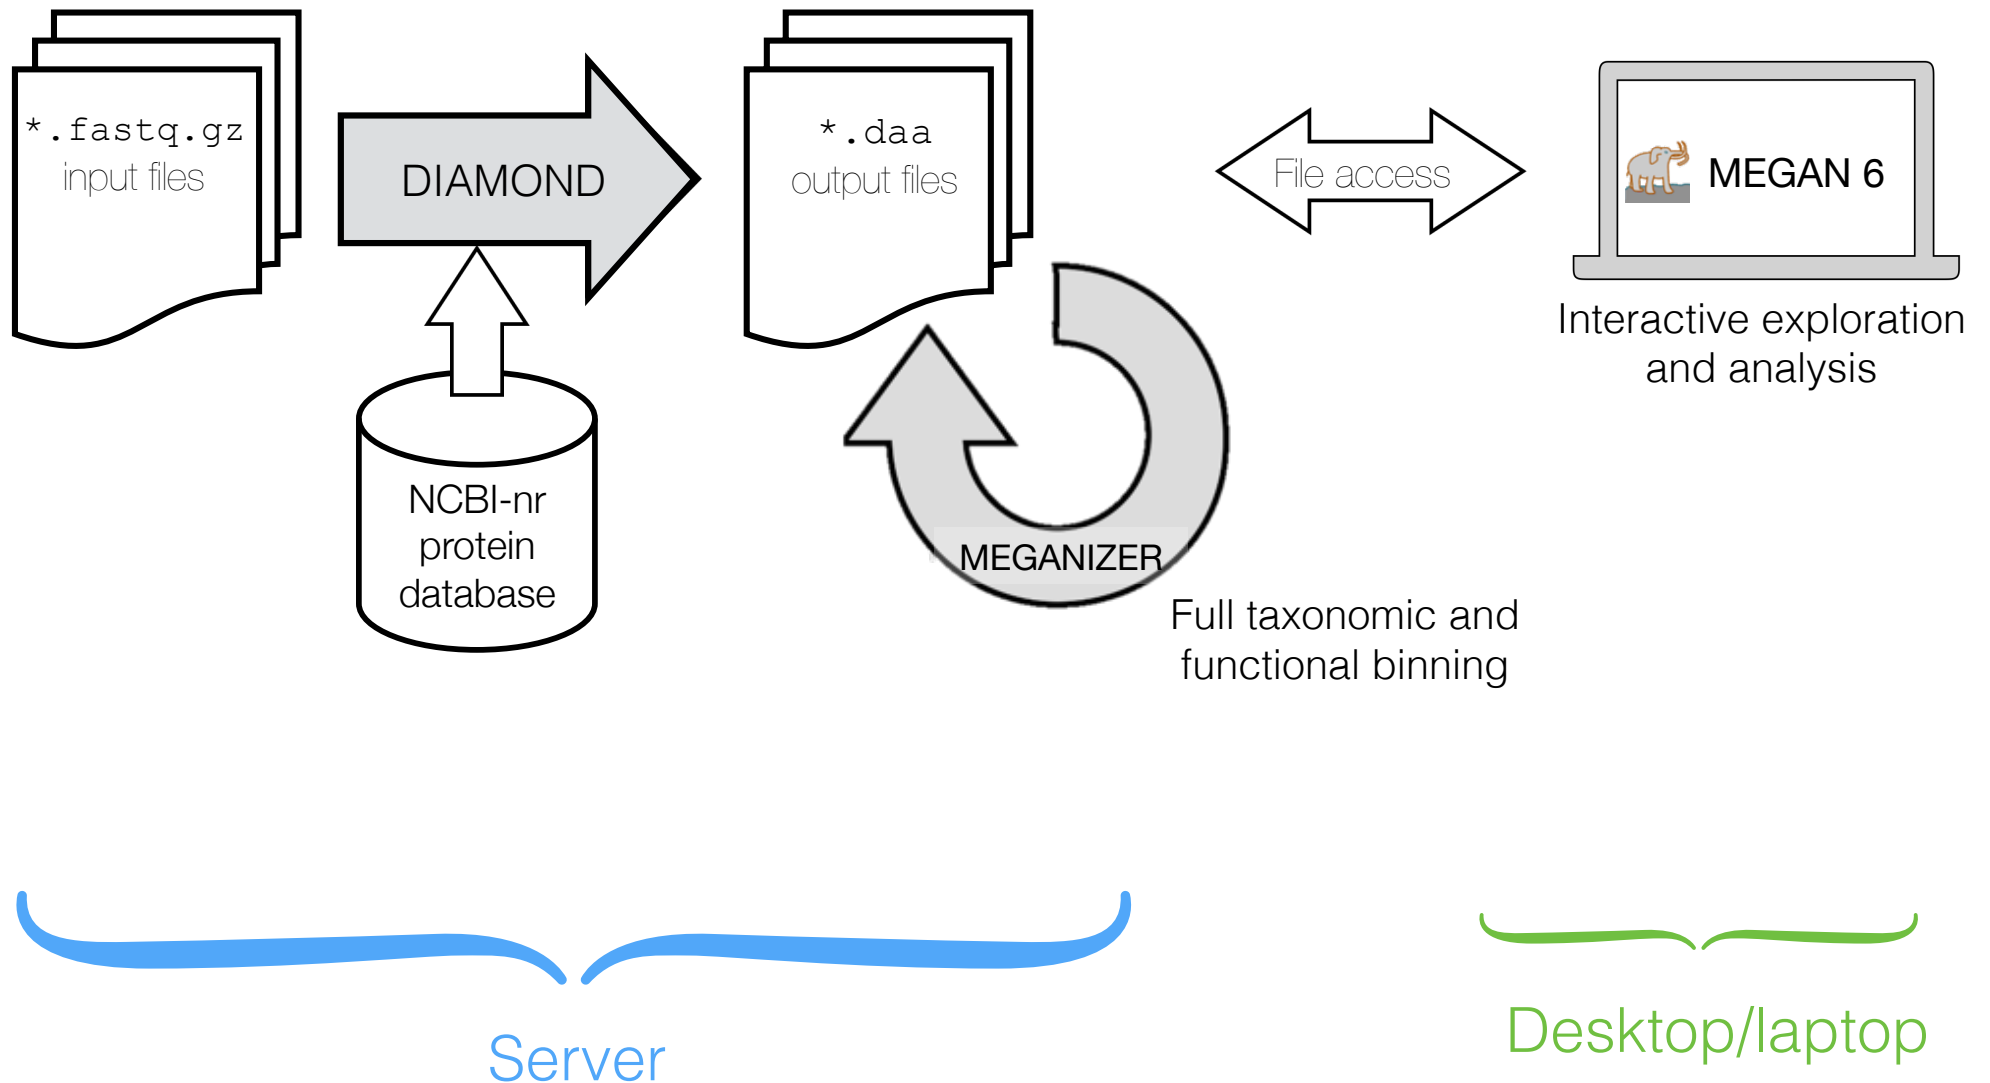 *.fastq.gz
input files
DIAMOND
NCBI-nr
protein
database
*.daa
output files
MEGANIZER
Full taxonomic and
functional binning
File access
MEGAN 6
Interactive exploration
and analysis
Server
Desktop/laptop